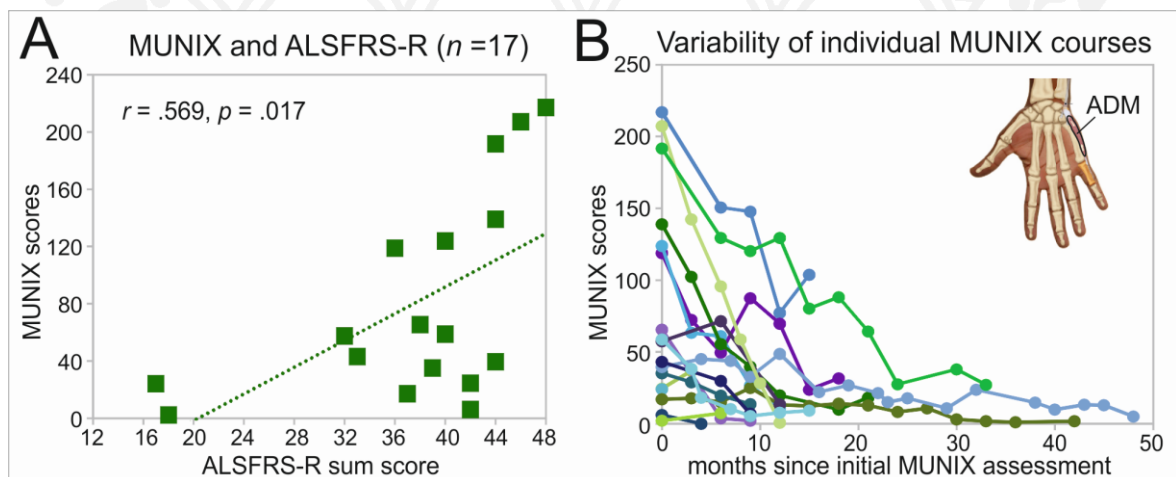 A
MUNIX and ALSFRS-R (n =17)
240
200
160
120
80
40
0
r = .569, p = .017
MUNIX scores
12 16 20 24 28 32 36 40 44 48
ALSFRS-R sum score
B
Variability of individual MUNIX courses
250
200
150
100
50
0
ADM
MUNIX scores
0 10 20 30 40 50
months since initial MUNIX assessment